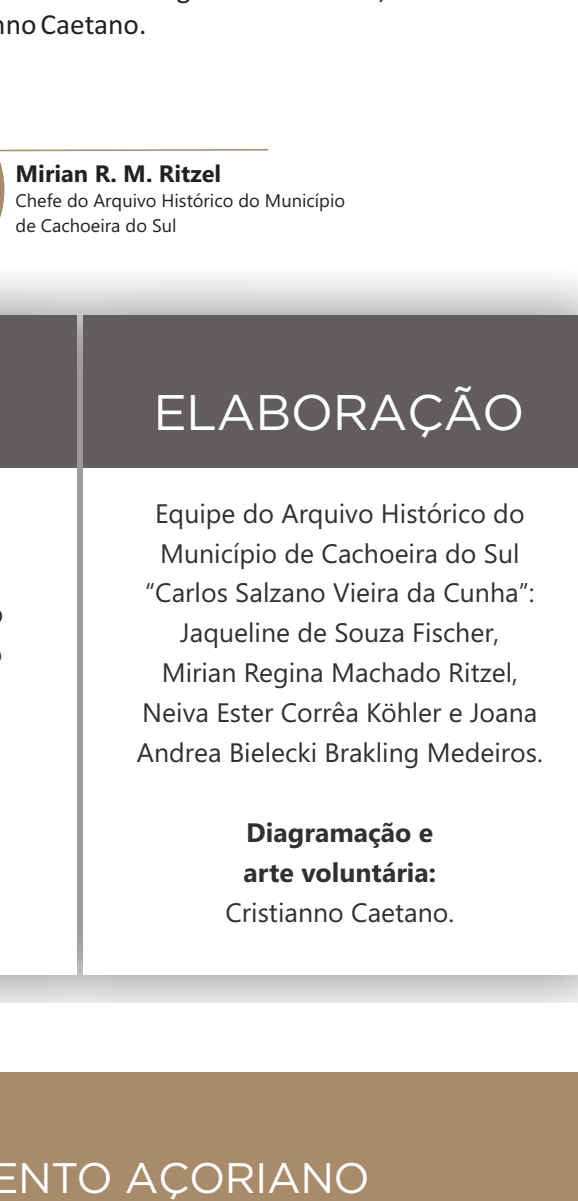 Caetano.
Mirian R. M. Ritzel
Chefe do Arquivo Histórico do Município
de Cachoeira do Sul
ELABORAÇÃO
Equipe do Arquivo Histórico do
Município de Cachoeira do Sul
“Carlos Salzano Vieira da Cunha”:
Jaqueline de Souza Fischer,
Mirian Regina Machado Ritzel,
Neiva Ester Corrêa Köhler e Joana
Andrea Bielecki Brakling Medeiros.
Diagramação e
arte voluntária:
Cristianno Caetano.
AÇORIANO